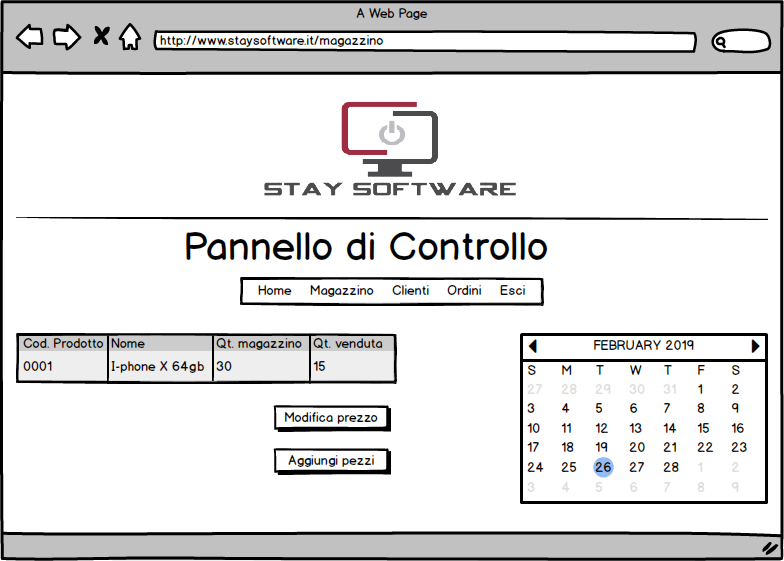 A Web Page
http://www.staysoftware.it/magazzino
STAY SOFTWARE
Pannello di Controllo
Home Magazzino Clienti Ordini Esci
Cod. Prodotto Nome Qt. magazzino Qt. venduta
0001 I-phone X 64gb 30 15
Modifica prezzo
Aggiungi pezzi
FEBRUARY 2019
S M T W T F S
27 28 29 30 31 1 2
3 4 5 6 7 8 9
10 11 12 13 14 15 16
17 18 19 20 21 22 23
24 25 26 27 28 1 2
3 4 5 6 7 8 9